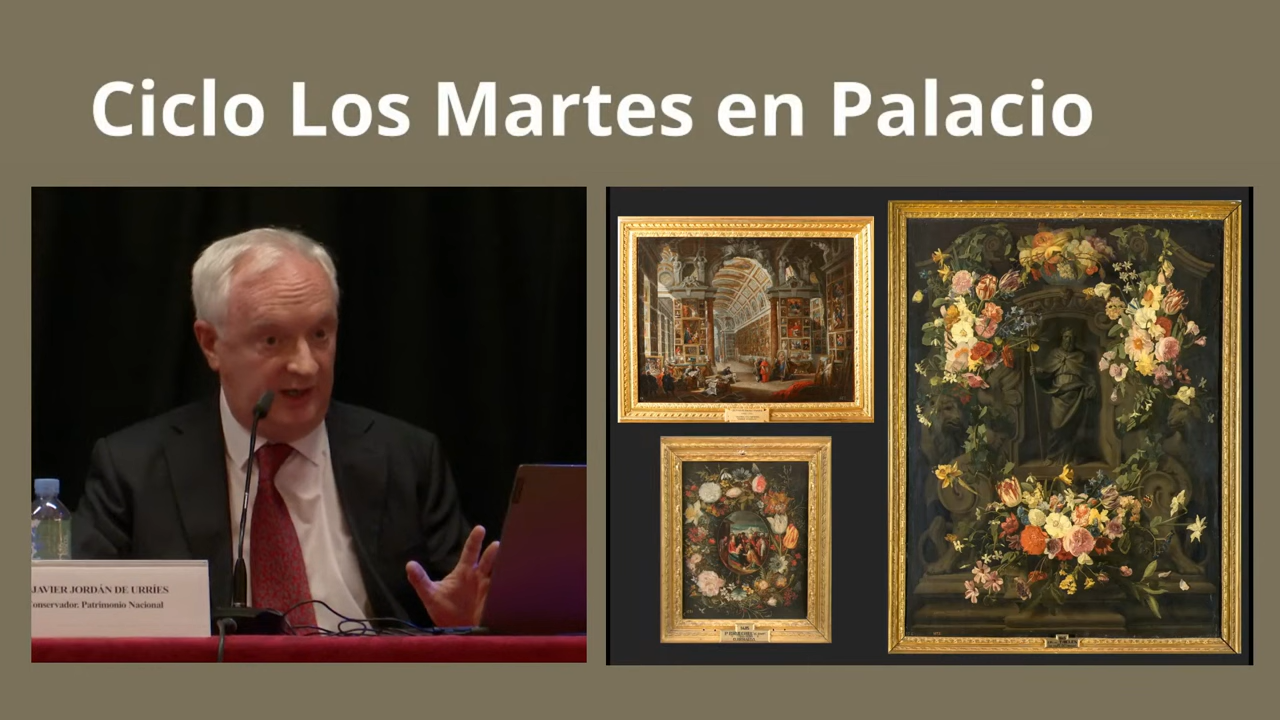 Ciclo Los Martes en Palacio
JAVIER JORDÁN DE URRÍES
onservador. Patrimonio Nacional